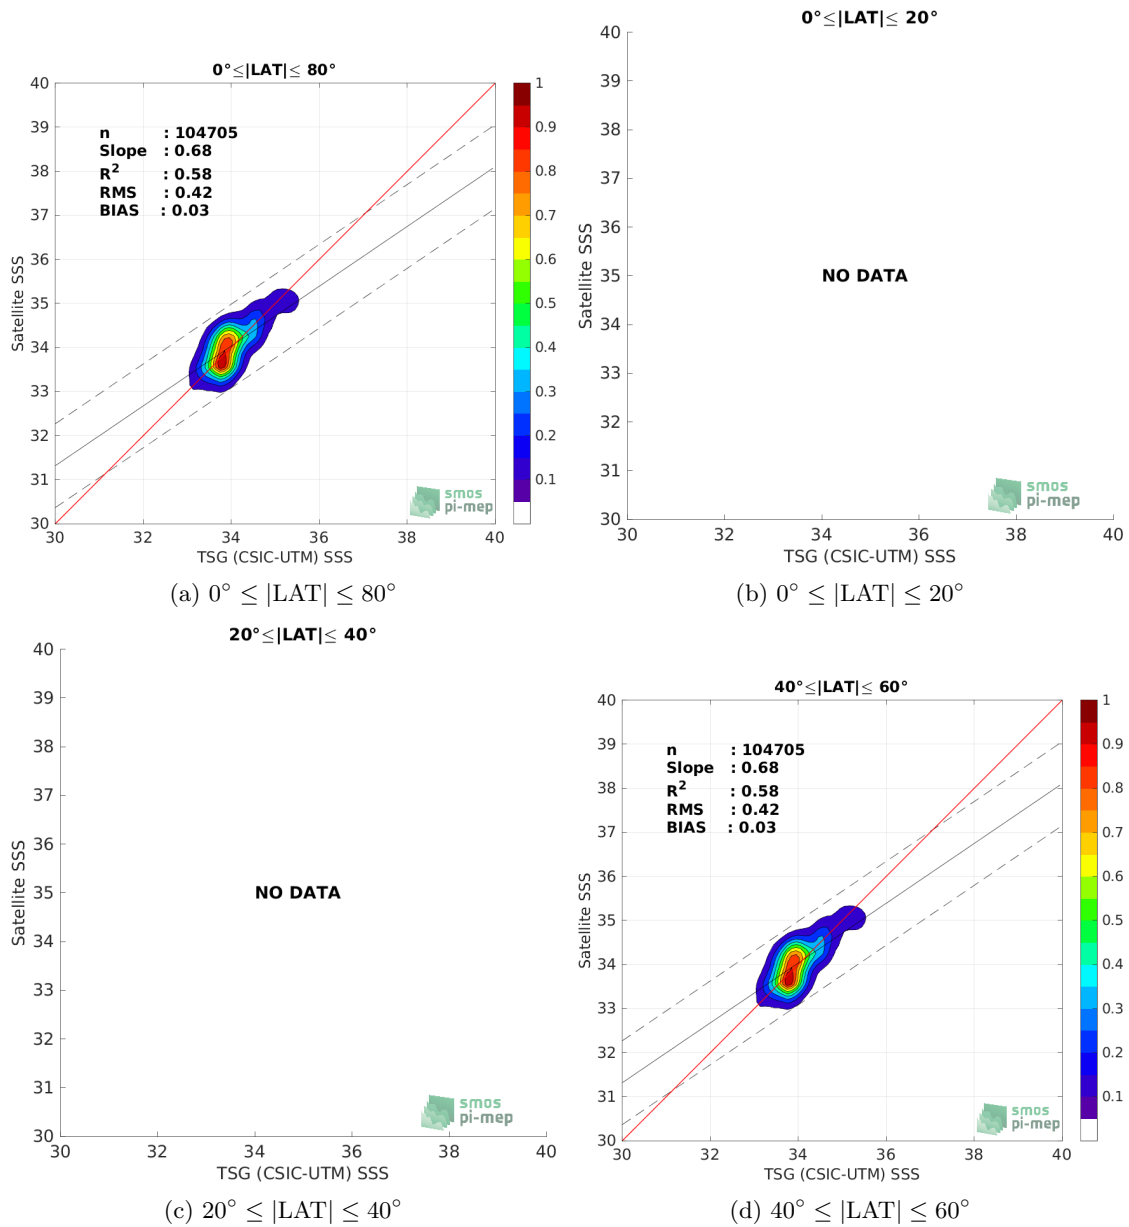 0°≤|LAT|≤ 80°
40
39
38
37
36
35
34
33
32
31
30
n : 104705
Slope : 0.68
R² : 0.58
RMS : 0.42
BIAS : 0.03
Satellite SSS
30 32 34 36 38 40
TSG (CSIC-UTM) SSS
smos
pi-mep
1
0.9
0.8
0.7
0.6
0.5
0.4
0.3
0.2
0.1
(a) 0° ≤ |LAT| ≤ 80°
0°≤|LAT|≤ 20°
40
39
38
37
36
35
34
33
32
31
30
Satellite SSS
NO DATA
smos
pi-mep
30 32 34 36 38 40
TSG (CSIC-UTM) SSS
(b) 0° ≤ |LAT| ≤ 20°
20°≤|LAT|≤ 40°
40
39
38
37
36
35
34
33
32
31
30
Satellite SSS
NO DATA
smos
pi-mep
30 32 34 36 38 40
TSG (CSIC-UTM) SSS
(c) 20° ≤ |LAT| ≤ 40°
40°≤|LAT|≤ 60°
40
39
38
37
36
35
34
33
32
31
30
n : 104705
Slope : 0.68
R² : 0.58
RMS : 0.42
BIAS : 0.03
Satellite SSS
30 32 34 36 38 40
TSG (CSIC-UTM) SSS
smos
pi-mep
1
0.9
0.8
0.7
0.6
0.5
0.4
0.3
0.2
0.1
(d) 40° ≤ |LAT| ≤ 60°